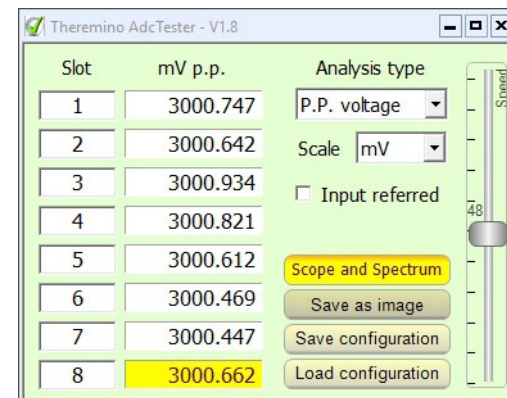 Theremino AdcTester - V1.8
Slot mV p.p. Analysis type
1 3000.747 P.P. voltage
2 3000.642 Scale mV
3 3000.934 Input referred
4 3000.821
5 3000.612 Scope and Spectrum
6 3000.469 Save as image
7 3000.447 Save configuration
8 3000.662 Load configuration
Speed
48